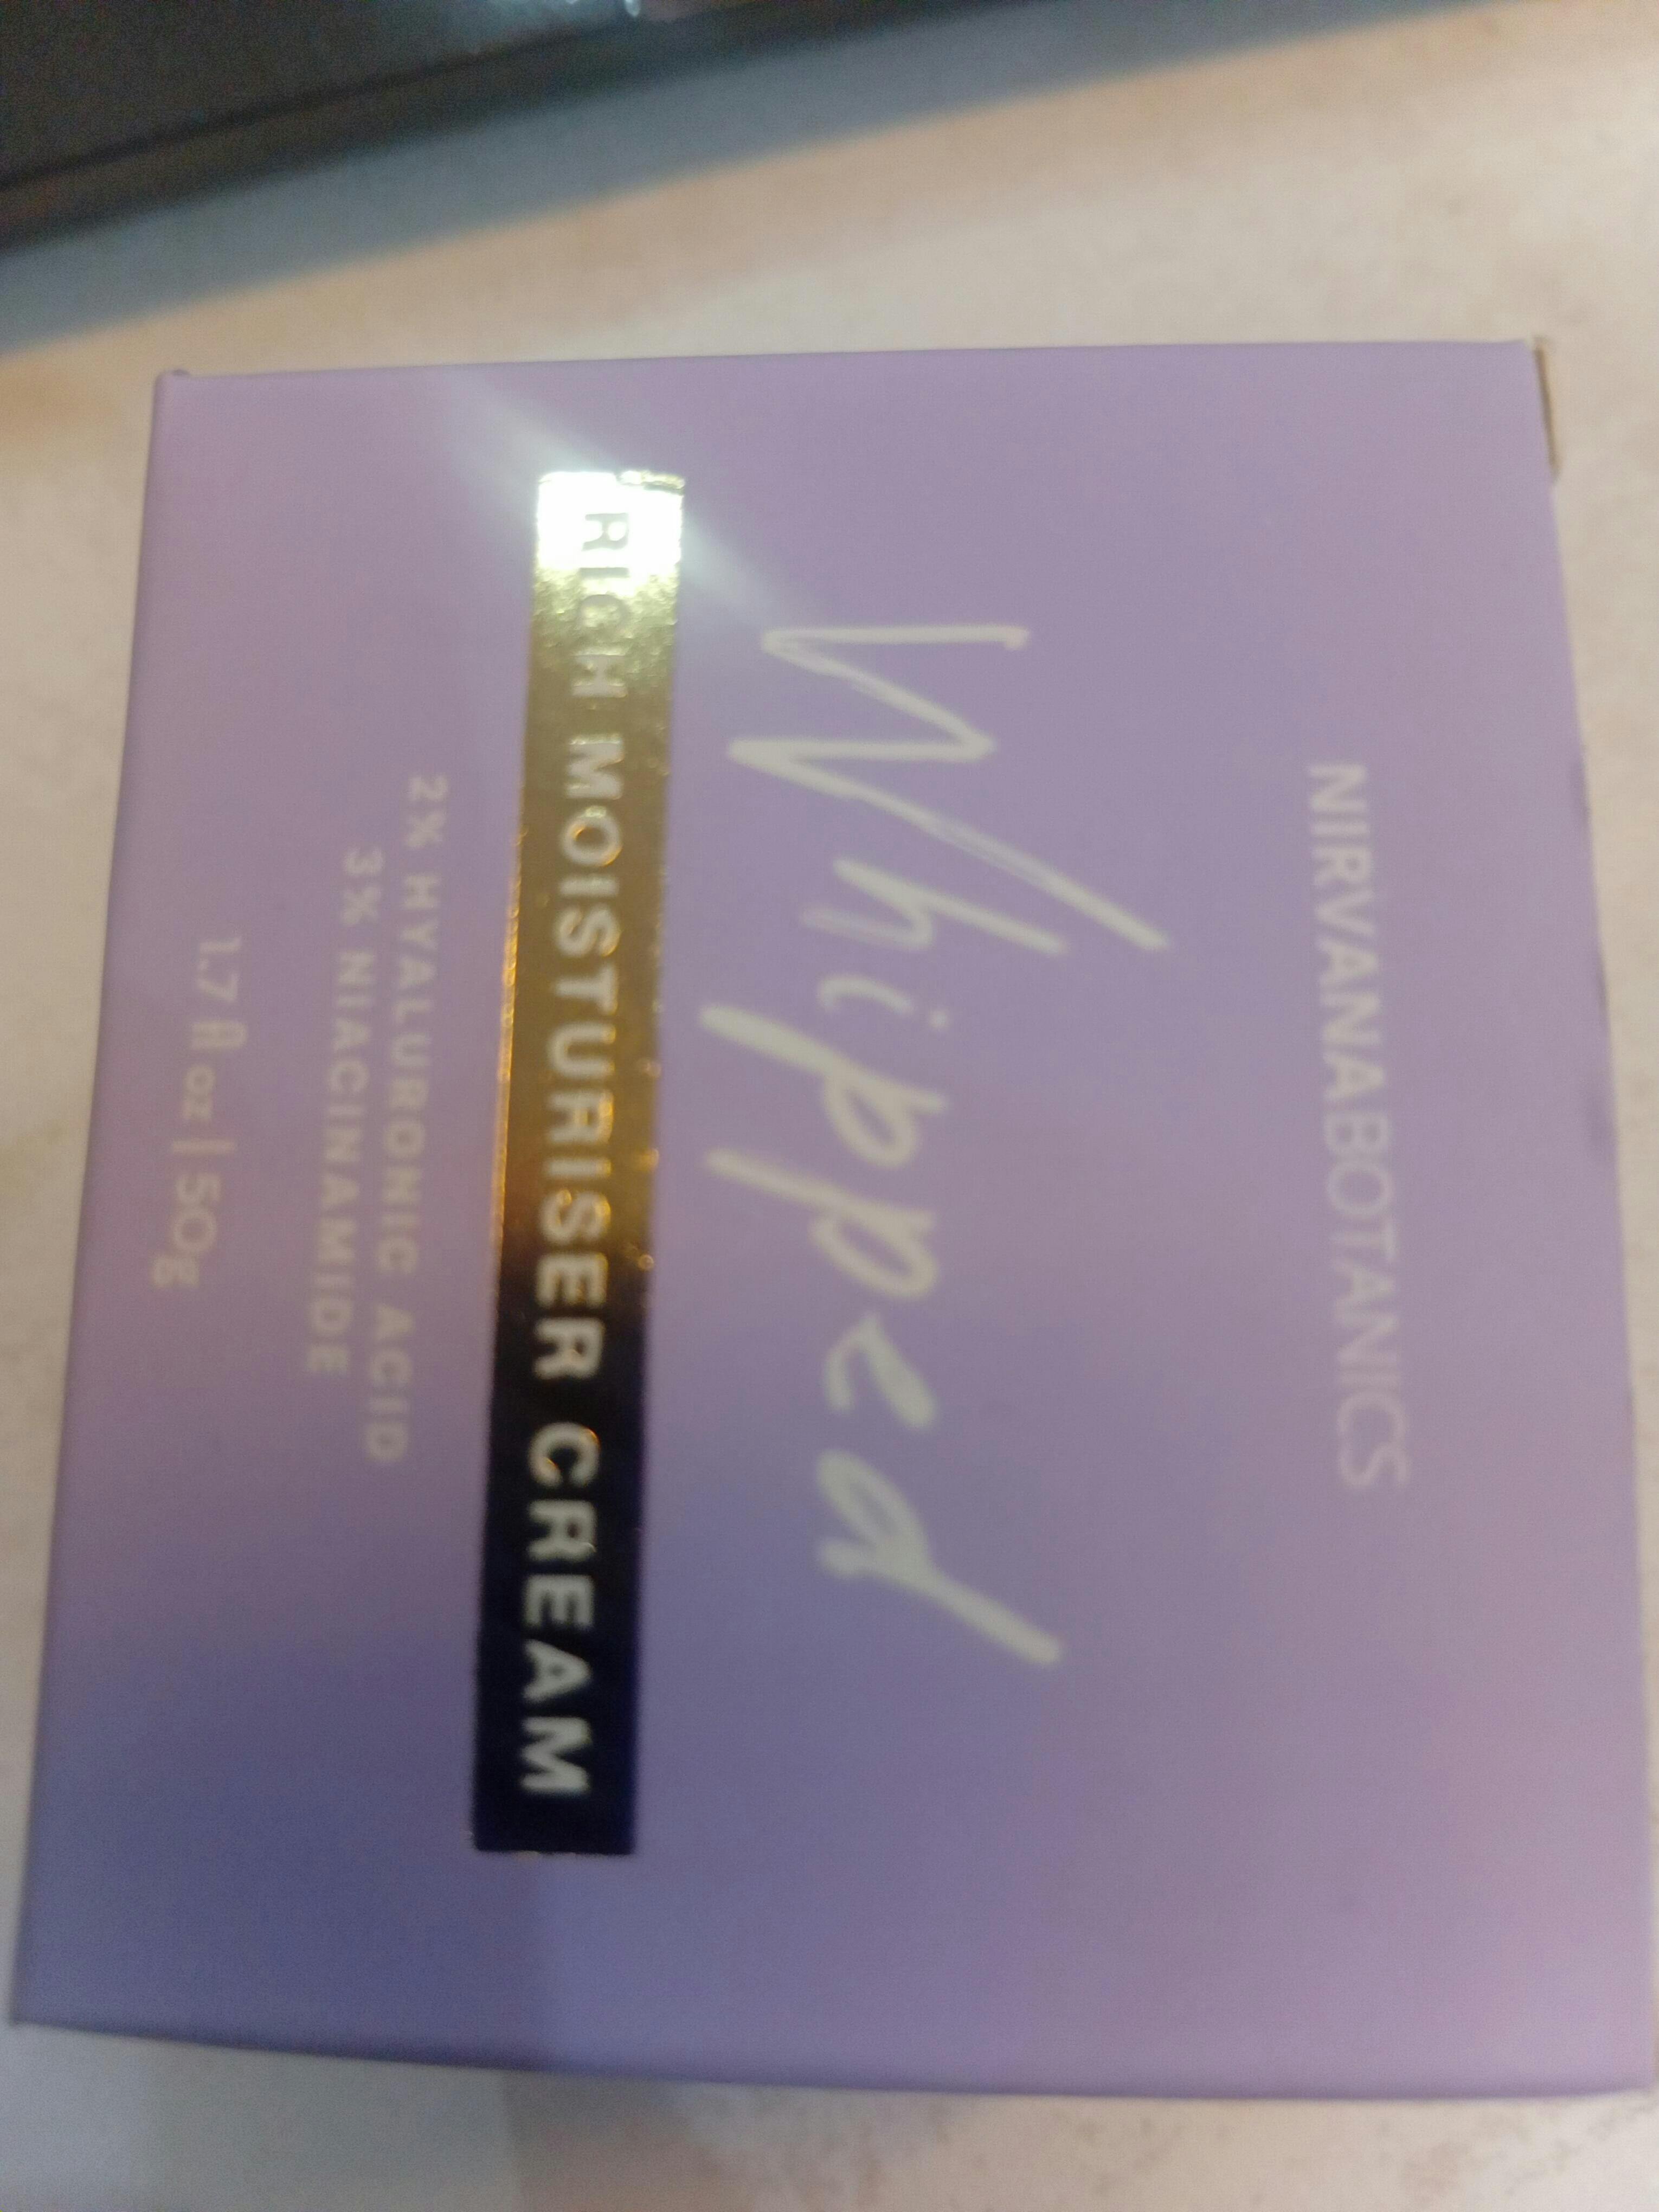 NIRVANABOTANICS
Whipped
RICH MOISTURISER CREAM
2% HYALURONIC ACID
3% NIACINAMIDE
1.7 fl oz | 50g